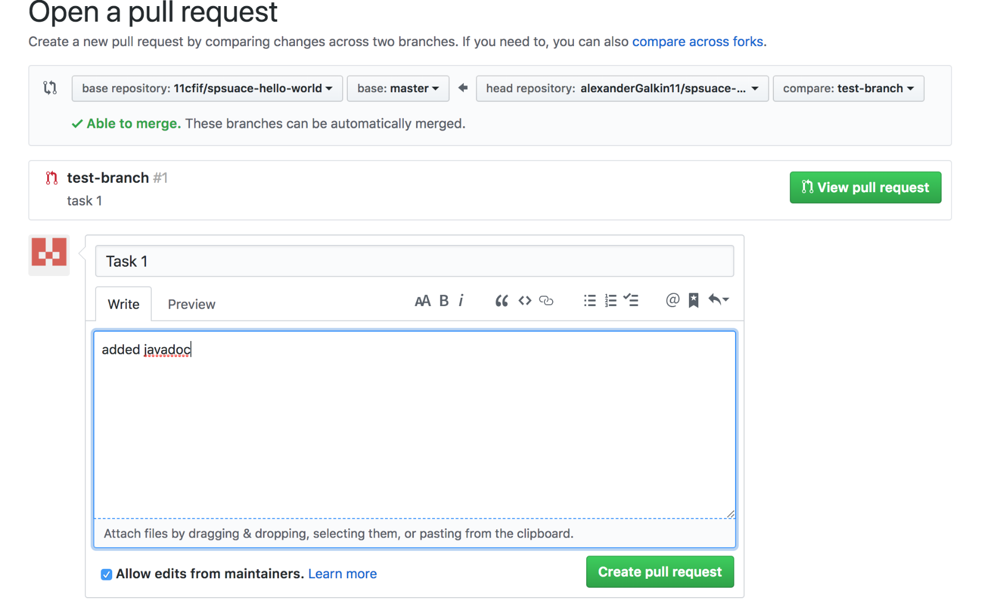 Open a pull request
Create a new pull request by comparing changes across two branches. If you need to, you can also compare across forks.
base repository: 11cfif/spsuace-hello-world base: master head repository: alexanderGalkin11/spsuace-... compare: test-branch
Able to merge. These branches can be automatically merged.
test-branch #1
task 1
View pull request
Task 1
Write Preview
added javadoc
Attach files by dragging & dropping, selecting them, or pasting from the clipboard.
Allow edits from maintainers. Learn more
Create pull request